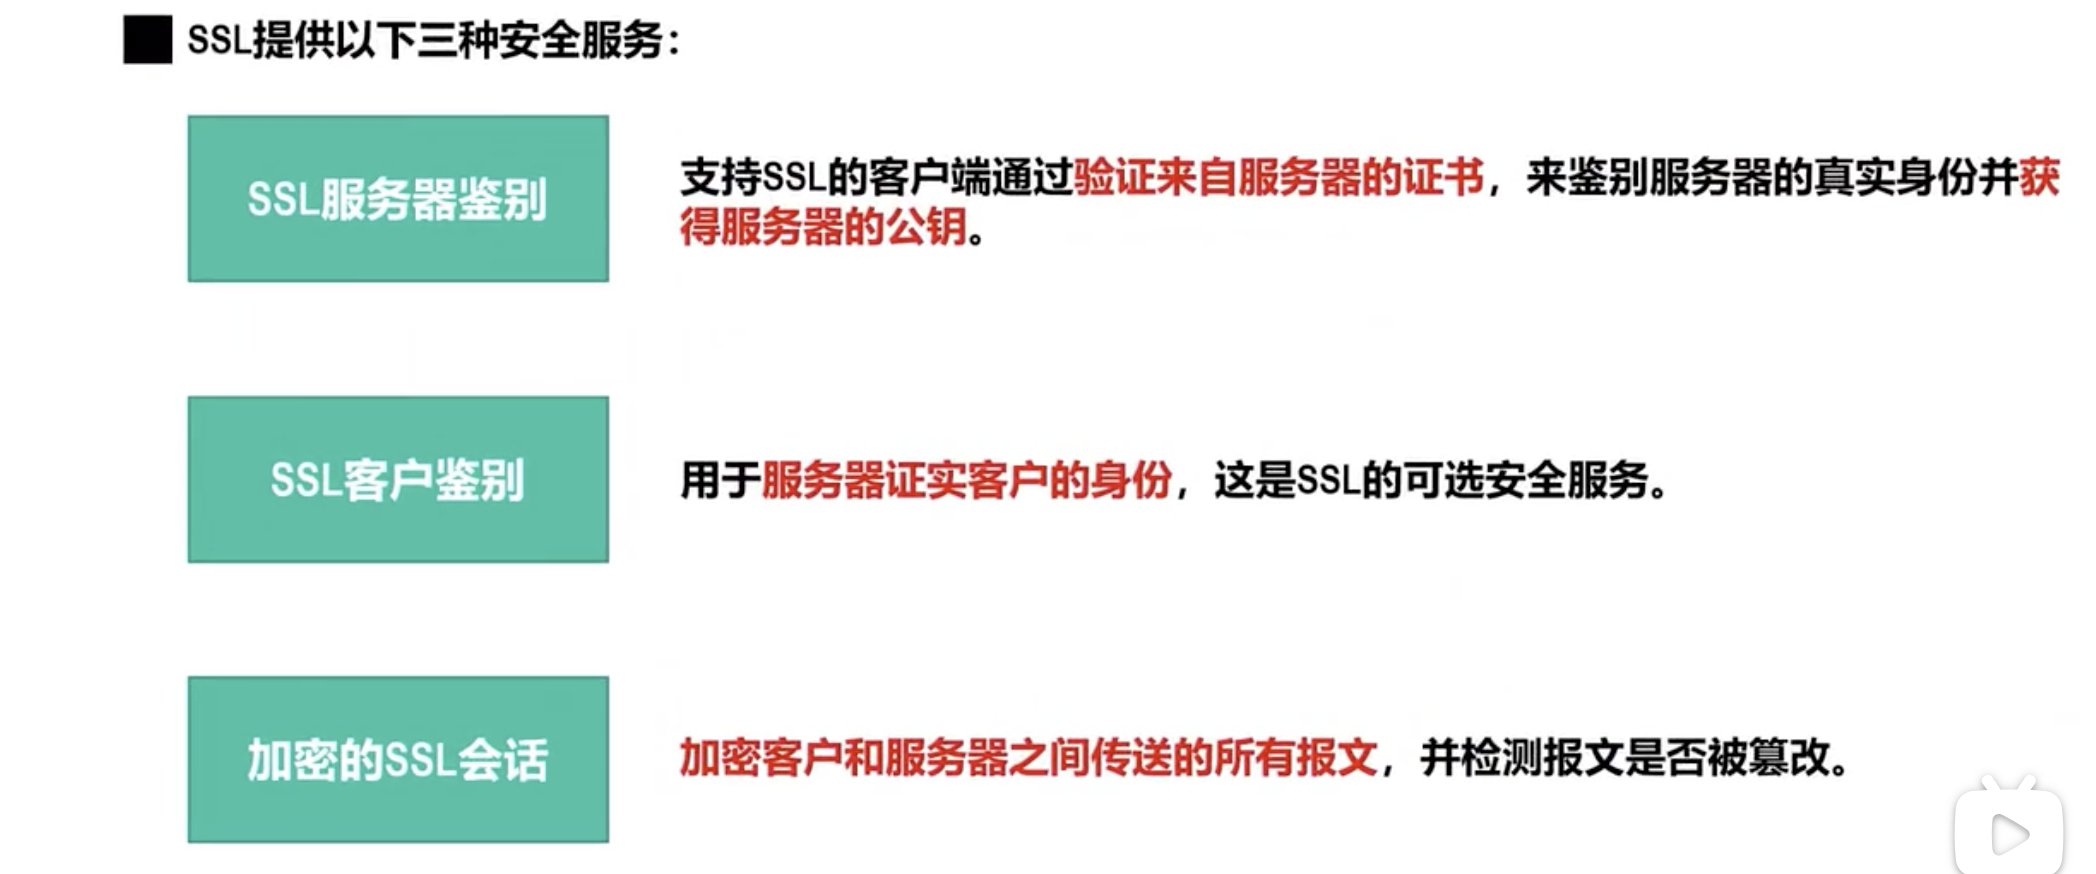 SSL提供以下三种安全服务：
SSL服务器鉴别
支持SSL的客户端通过验证来自服务器的证书，来鉴别服务器的真实身份并获
得服务器的公钥。
SSL客户鉴别
用于服务器证实客户的身份，这是SSL的可选安全服务。
加密的SSL会话
加密客户和服务器之间传送的所有报文，并检测报文是否被篡改。